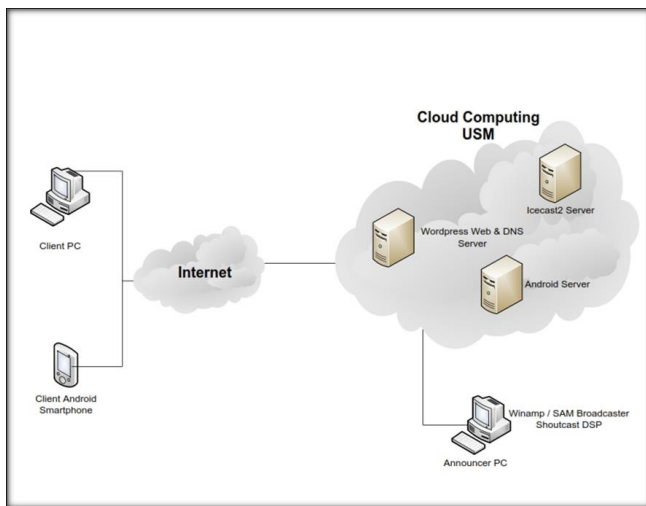 Cloud Computing
USM
Icecast2 Server
Wordpress Web & DNS
Server
Android Server
Client PC
Internet
Client Android
Smartphone
Winamp / SAM Broadcaster
Shoutcast DSP
Announcer PC